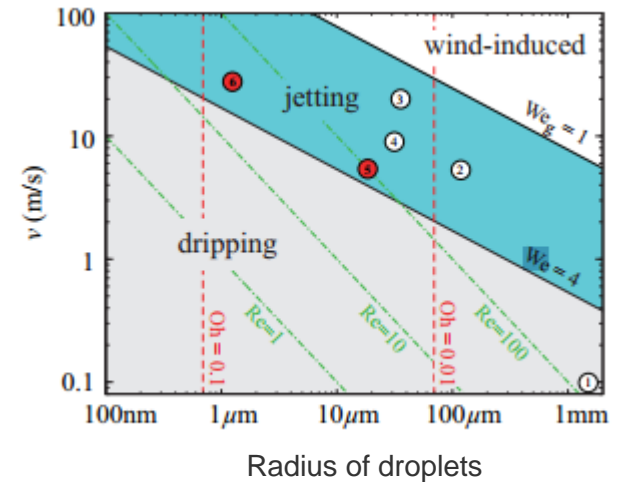 100
wind-induced
6
jetting
3
We_g = 1
10
4
5
2
v (m/s)
dripping
1
We = 4
Re=1
Oh = 0.1
Re=10
Oh = 0.01
Re=100
0.1
1
100nm
1μm
10μm
100μm
1mm
Radius of droplets